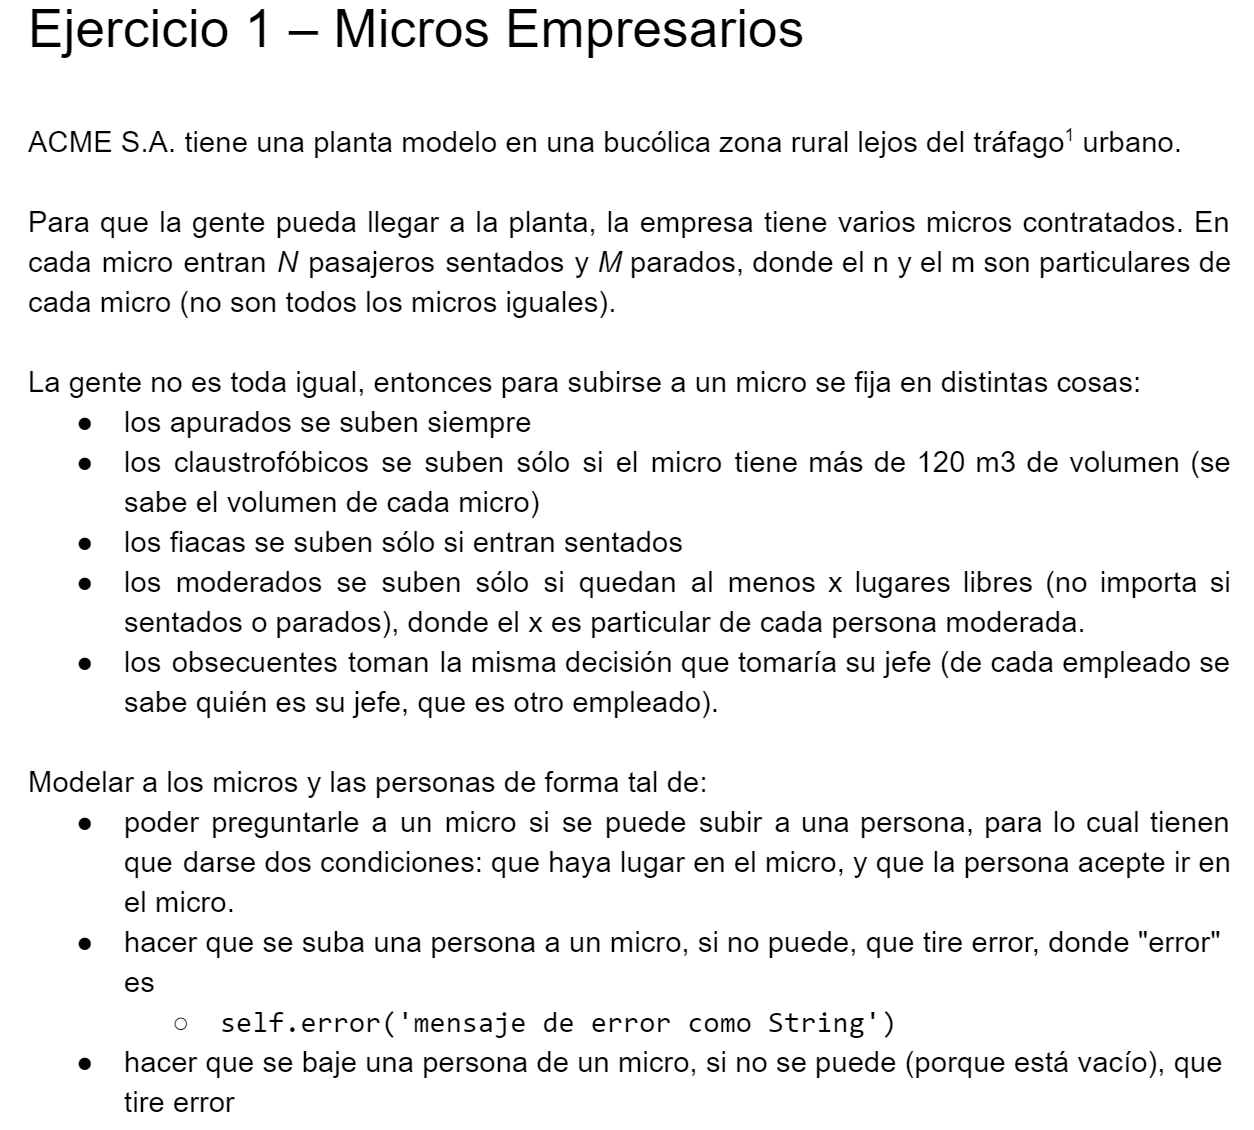 Ejercicio 1 – Micros Empresarios
ACME S.A. tiene una planta modelo en una bucólica zona rural lejos del tráfago¹ urbano.
Para que la gente pueda llegar a la planta, la empresa tiene varios micros contratados. En
cada micro entran N pasajeros sentados y M parados, donde el n y el m son particulares de
cada micro (no son todos los micros iguales).
La gente no es toda igual, entonces para subirse a un micro se fija en distintas cosas:
● los apurados se suben siempre
● los claustrofóbicos se suben sólo si el micro tiene más de 120 m3 de volumen (se
sabe el volumen de cada micro)
● los fiacas se suben sólo si entran sentados
● los moderados se suben sólo si quedan al menos x lugares libres (no importa si
sentados o parados), donde el x es particular de cada persona moderada.
● los obsecuentes toman la misma decisión que tomaría su jefe (de cada empleado se
sabe quién es su jefe, que es otro empleado).
Modelar a los micros y las personas de forma tal de:
● poder preguntarle a un micro si se puede subir a una persona, para lo cual tienen
que darse dos condiciones: que haya lugar en el micro, y que la persona acepte ir en
el micro.
● hacer que se suba una persona a un micro, si no puede, que tire error, donde "error"
es
○ self.error('mensaje de error como String')
● hacer que se baje una persona de un micro, si no se puede (porque está vacío), que
tire error